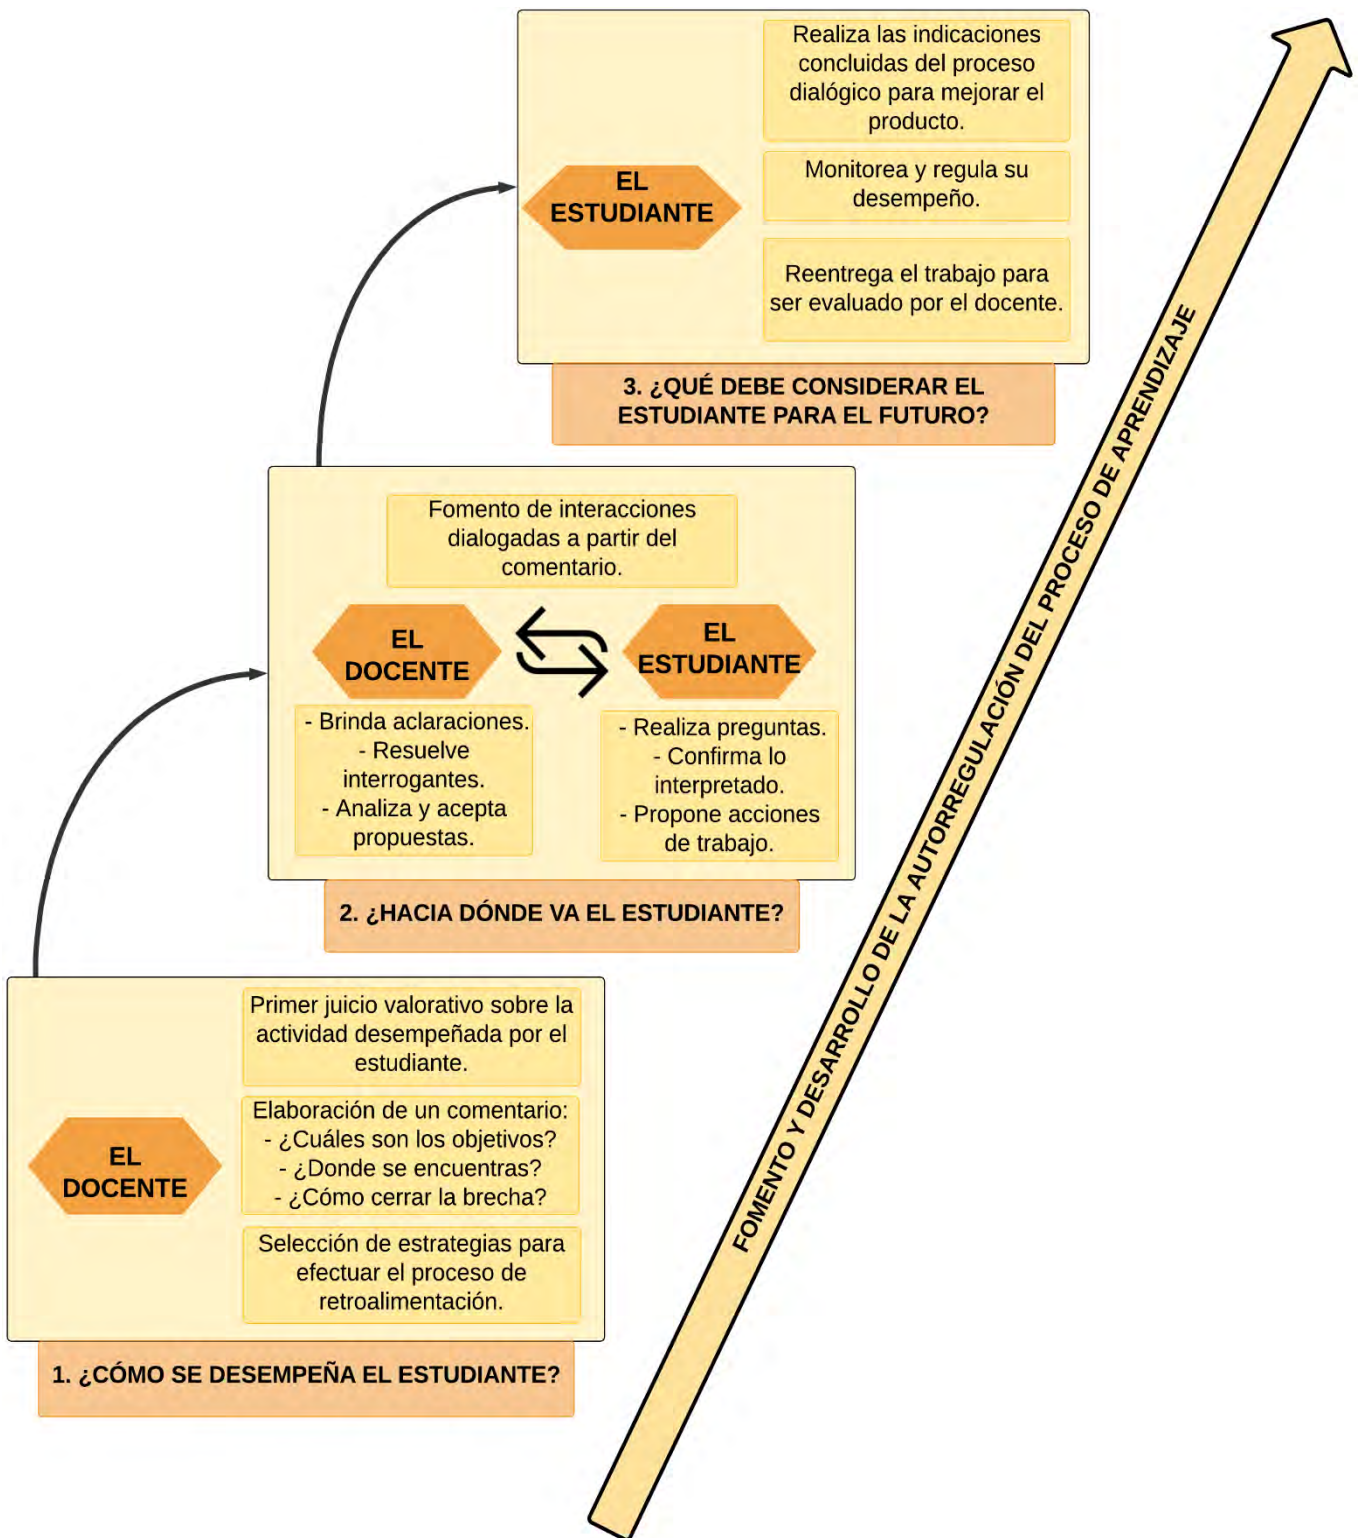 Realiza las indicaciones
concluidas del proceso
dialógico para mejorar el
producto.
EL
ESTUDIANTE
Monitorea y regula su
desempeño.
Reentrega el trabajo para
ser evaluado por el docente.
3. ¿QUÉ DEBE CONSIDERAR EL
ESTUDIANTE PARA EL FUTURO?
Fomento de interacciones
dialogadas a partir del
comentario.
EL
DOCENTE
EL
ESTUDIANTE
- Brinda aclaraciones.
- Resuelve
interrogantes.
- Analiza y acepta
propuestas.
- Realiza preguntas.
- Confirma lo
interpretado.
- Propone acciones
de trabajo.
2. ¿HACIA DÓNDE VA EL ESTUDIANTE?
Primer juicio valorativo sobre la
actividad desempeñada por el
estudiante.
EL
DOCENTE
Elaboración de un comentario:
- ¿Cuáles son los objetivos?
- ¿Donde se encuentras?
- ¿Cómo cerrar la brecha?
Selección de estrategias para
efectuar el proceso de
retroalimentación.
1. ¿CÓMO SE DESEMPEÑA EL ESTUDIANTE?
FOMENTO Y DESARROLLO DE LA AUTORREGULACIÓN DEL PROCESO DE APRENDIZAJE